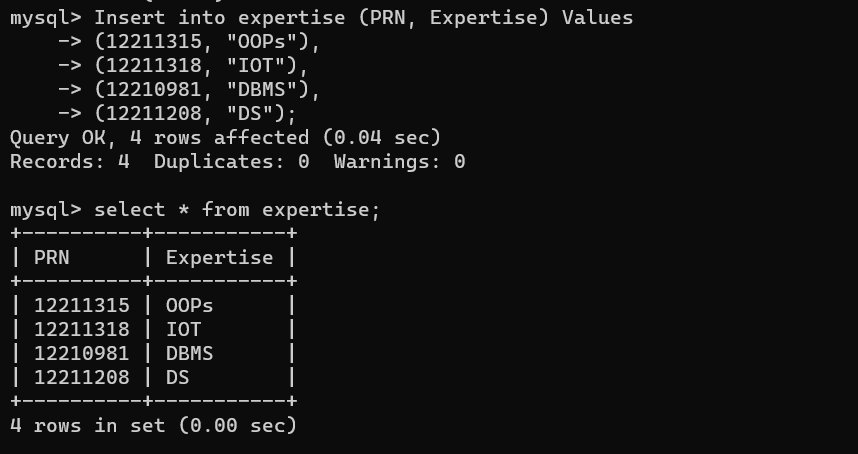 mysql> Insert into expertise (PRN, Expertise) Values
    -> (12211315, "OOPs"),
    -> (12211318, "IOT"),
    -> (12210981, "DBMS"),
    -> (12211208, "DS");
Query OK, 4 rows affected (0.04 sec)
Records: 4  Duplicates: 0  Warnings: 0

mysql> select * from expertise;
+----------+-----------+
| PRN      | Expertise |
+----------+-----------+
| 12211315 | OOPs      |
| 12211318 | IOT       |
| 12210981 | DBMS      |
| 12211208 | DS        |
+----------+-----------+
4 rows in set (0.00 sec)